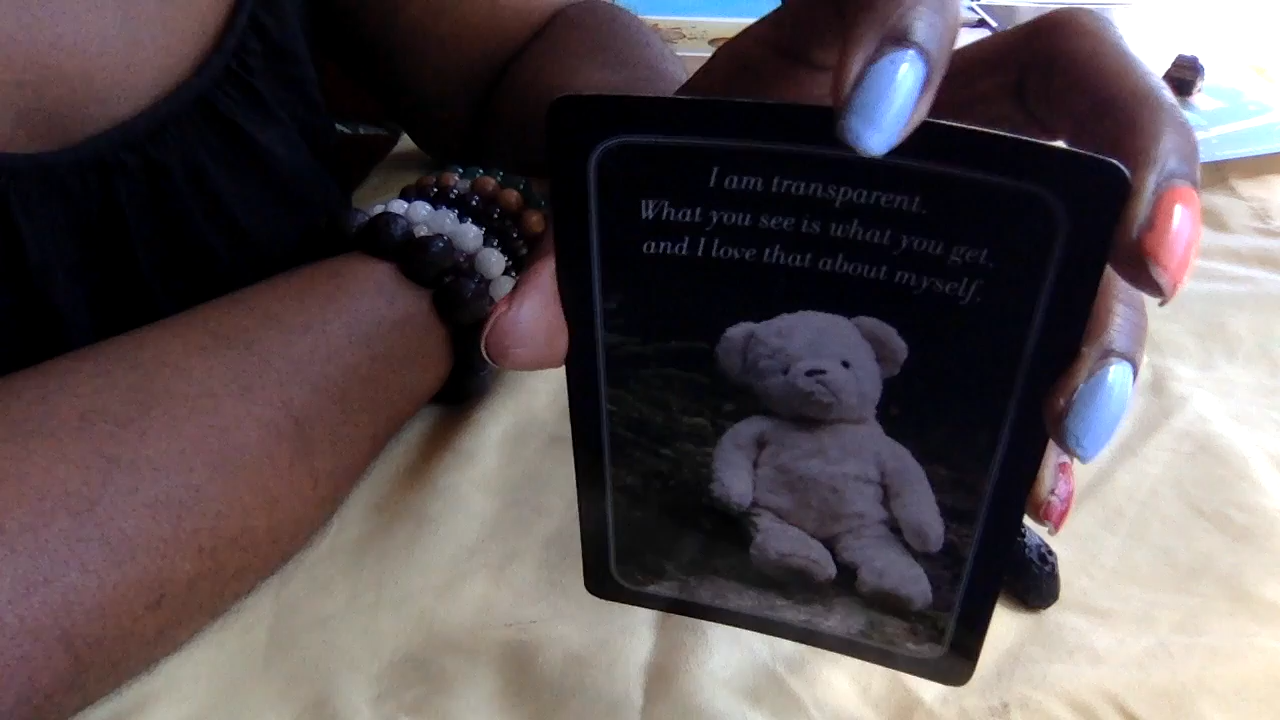 I am transparent.
What you see is what you get,
and I love that about myself.